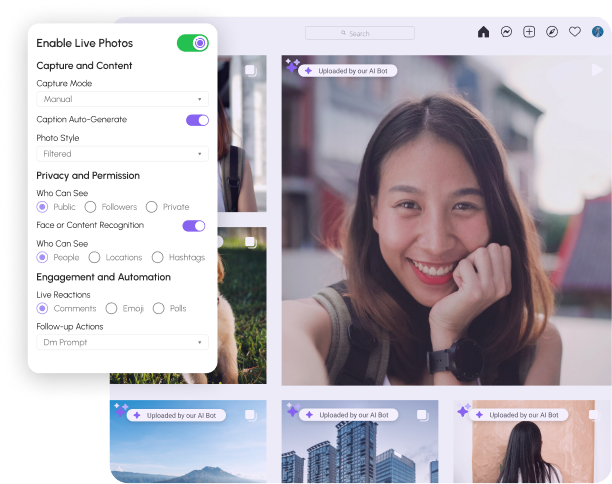 Enable Live Photos
Capture and Content
Capture Mode
Manual
Caption Auto-Generate
Photo Style
Filtered
Privacy and Permission
Who Can See
Public Followers Private
Face or Content Recognition
Who Can See
People Locations Hashtags
Engagement and Automation
Live Reactions
Comments Emoji Polls
Follow-up Actions
Dm Prompt
Search
Uploaded by our AI Bot
Uploaded by our AI Bot
Uploaded by our AI Bot
Uploaded by our AI Bot